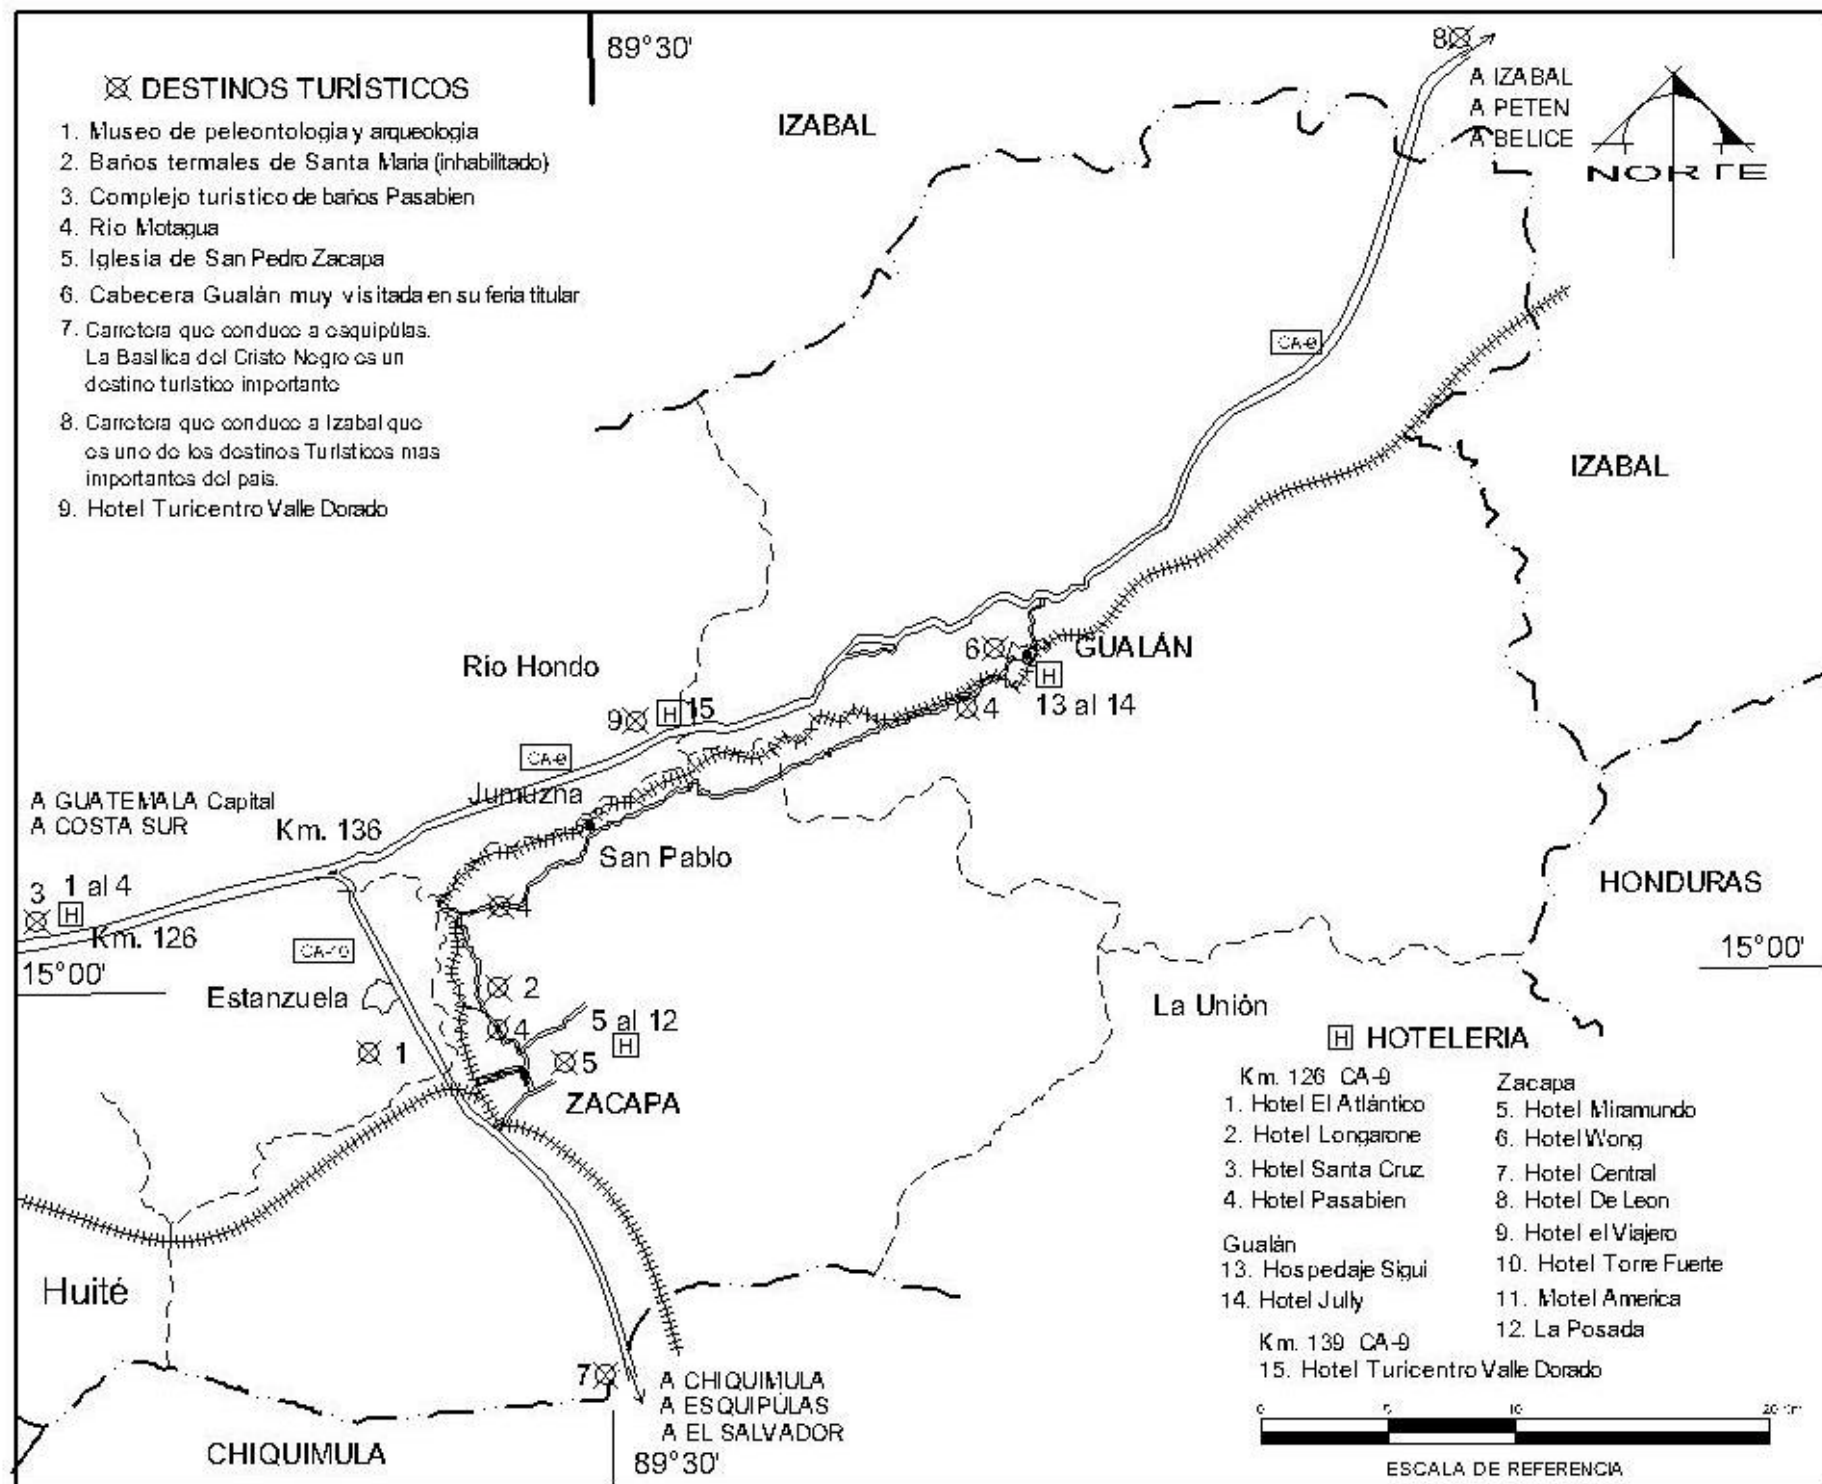 89°30'
DESTINOS TURÍSTICOS
1. Museo de peleontologia y arqueologia
2. Baños termales de Santa Maria (inhabilitado)
3. Complejo turistico de baños Pasabien
4. Rio Motagua
5. Iglesia de San Pedro Zacapa
6. Cabecera Gualán muy visitada en su feria titular
7. Carretera que conduce a esquipúlas.
La Basilica del Cristo Negro es un
destino turístico importante
8. Carretera que conduce a Izabal que
es uno de los destinos Turísticos mas
importantes del pais.
9. Hotel Turicentro Valle Dorado
IZABAL
8
A IZABAL
A PETEN
A BELICE
NORTE
CA-9
IZABAL
Rio Hondo
6
GUALÁN
H
13 al 14
4
9
H
15
CA-9
Jumuzna
A GUATEMALA Capital
A COSTA SUR
Km. 136
San Pablo
3
1 al 4
H
Km. 126
4
HONDURAS
CA-10
15°00'
15°00'
Estanzuela
2
La Unión
4
5 al 12
H
1
5
ZACAPA
Huité
7
A CHIQUIMULA
A ESQUIPÚLAS
A EL SALVADOR
CHIQUIMULA
89°30'
H HOTELERIA
Km. 126 CA-9
1. Hotel El Atlántico
2. Hotel Longarone
3. Hotel Santa Cruz
4. Hotel Pasabien
Gualán
13. Hospedaje Sigui
14. Hotel Jully
Zacapa
5. Hotel Miramundo
6. Hotel Wong
7. Hotel Central
8. Hotel De Leon
9. Hotel el Viajero
10. Hotel Torre Fuerte
11. Motel America
12. La Posada
Km. 139 CA-9
15. Hotel Turicentro Valle Dorado
0 5 10 20 Km
ESCALA DE REFERENCIA